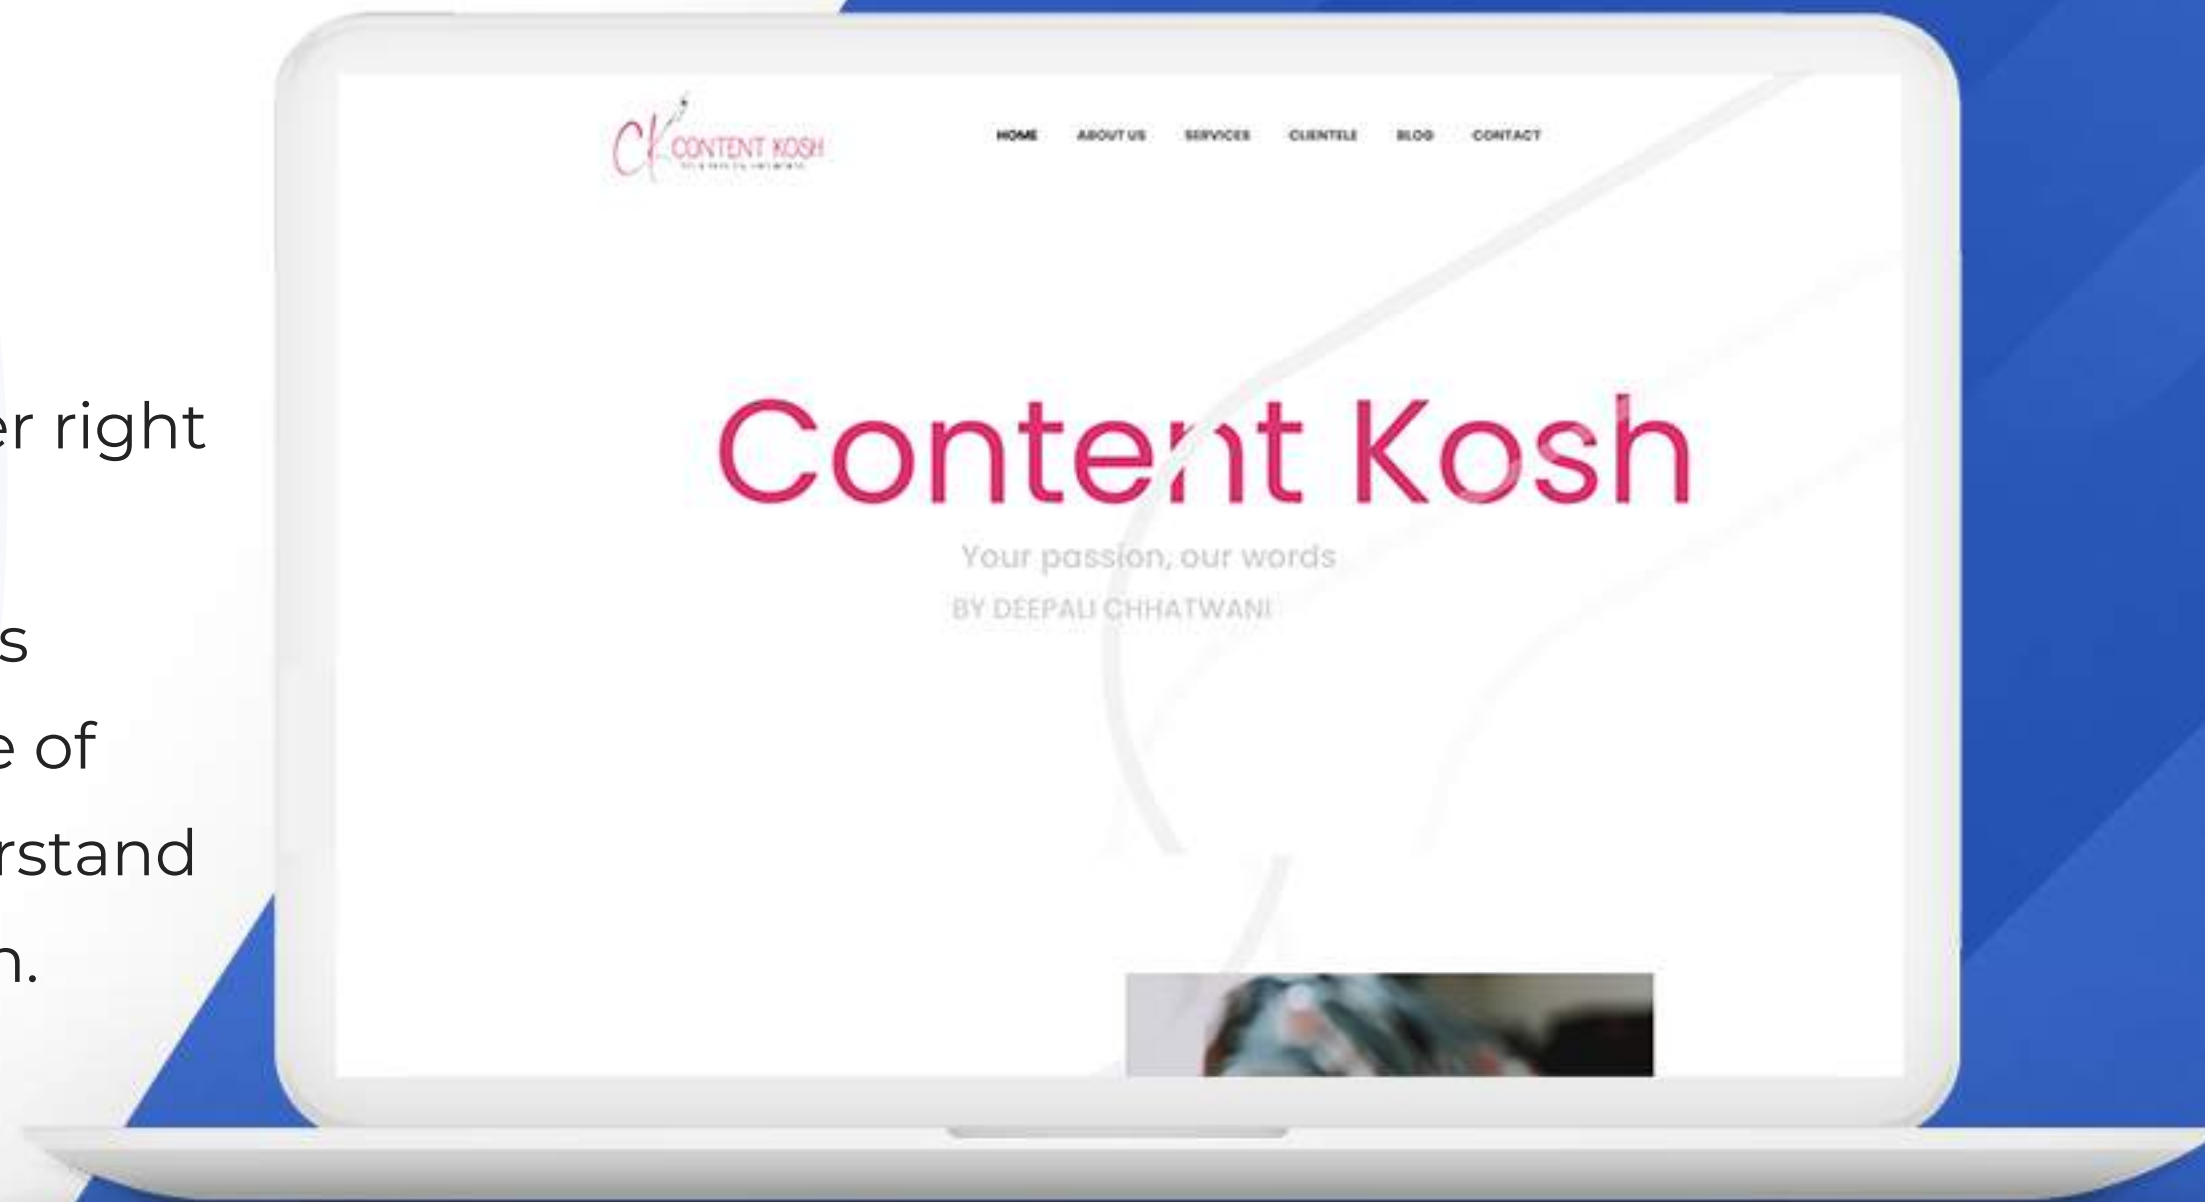 er right
s
e of
rstand
n.
CK CONTENT KOSH
HOME ABOUT US SERVICES CLIENTELE BLOG CONTACT
Content Kosh
Your passion, our words
BY DEEPALI CHHATWANI